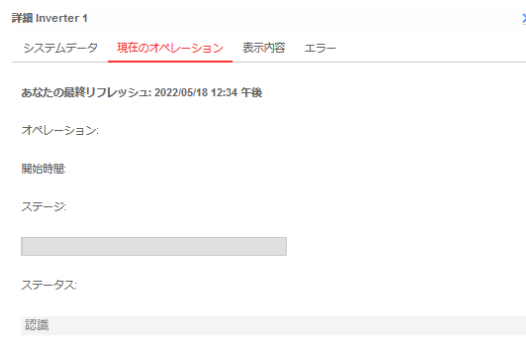 詳細 Inverter 1
システムデータ 現在のオペレーション 表示内容 エラー
あなたの最終リフレッシュ: 2022/05/18 12:34 午後
オペレーション:
開始時間:
ステージ:
ステータス:
認識